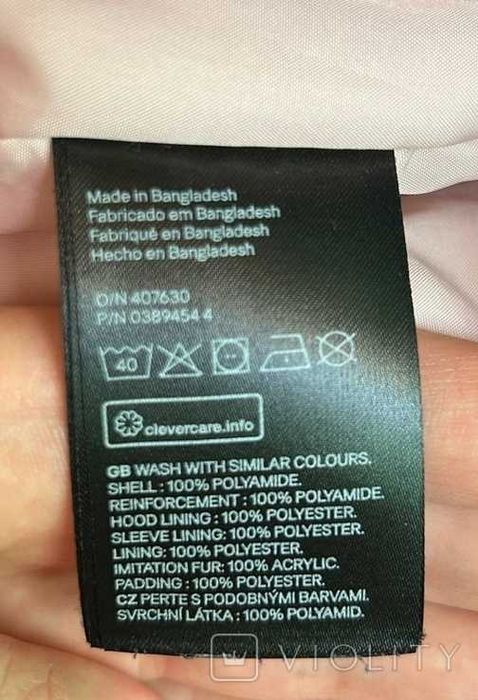 Made in Bangladesh
Fabricado em Bangladesh
Fabriqué en Bangladesh
Hecho en Bangladesh
O/N 407630
P/N 0389454 4
40
clevercare.info
GB WASH WITH SIMILAR COLOURS.
SHELL : 100% POLYAMIDE.
REINFORCEMENT : 100% POLYAMIDE.
HOOD LINING : 100% POLYESTER.
SLEEVE LINING : 100% POLYESTER.
LINING: 100% POLYESTER.
IMITATION FUR: 100% ACRYLIC.
PADDING : 100% POLYESTER.
CZ PERTE S PODOBNÝMI BARVAMI.
SVRCHNÍ LÁTKA : 100% POLYAMID.
VIOLITY